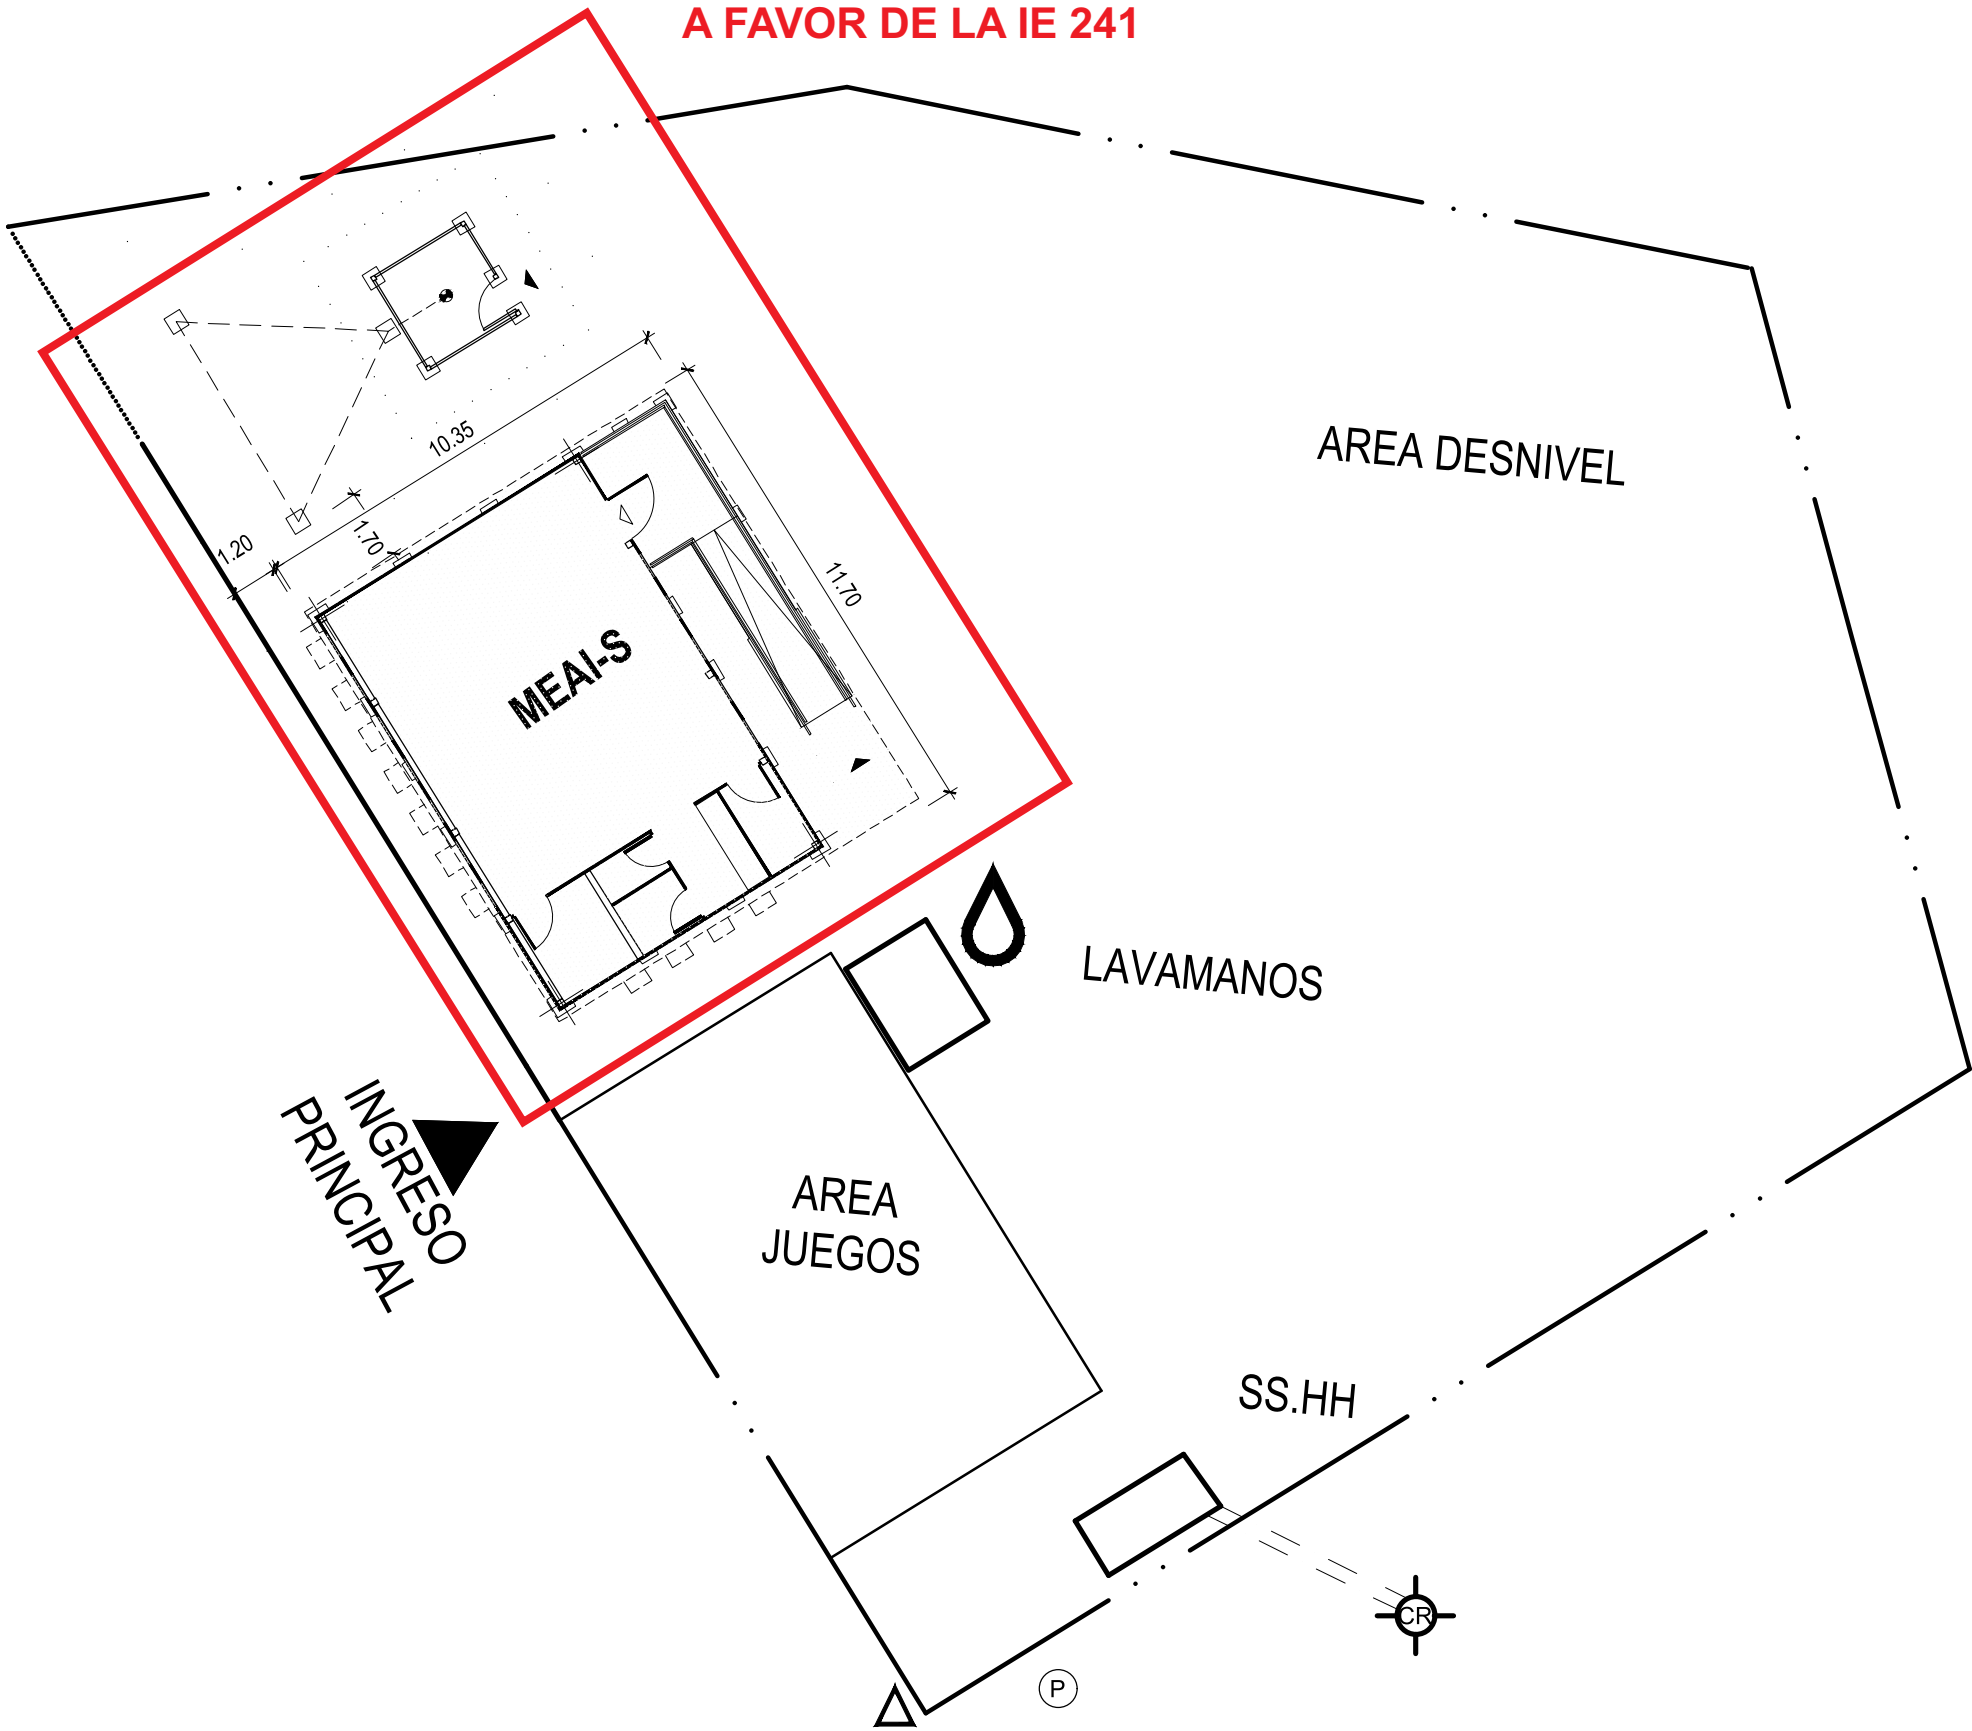 A FAVOR DE LA IE 241
AREA DESNIVEL
10.35
1.20
1.70
11.70
MEAI-S
LAVAMANOS
INGRESO
PRINCIPAL
AREA
JUEGOS
SS.HH
CR
P